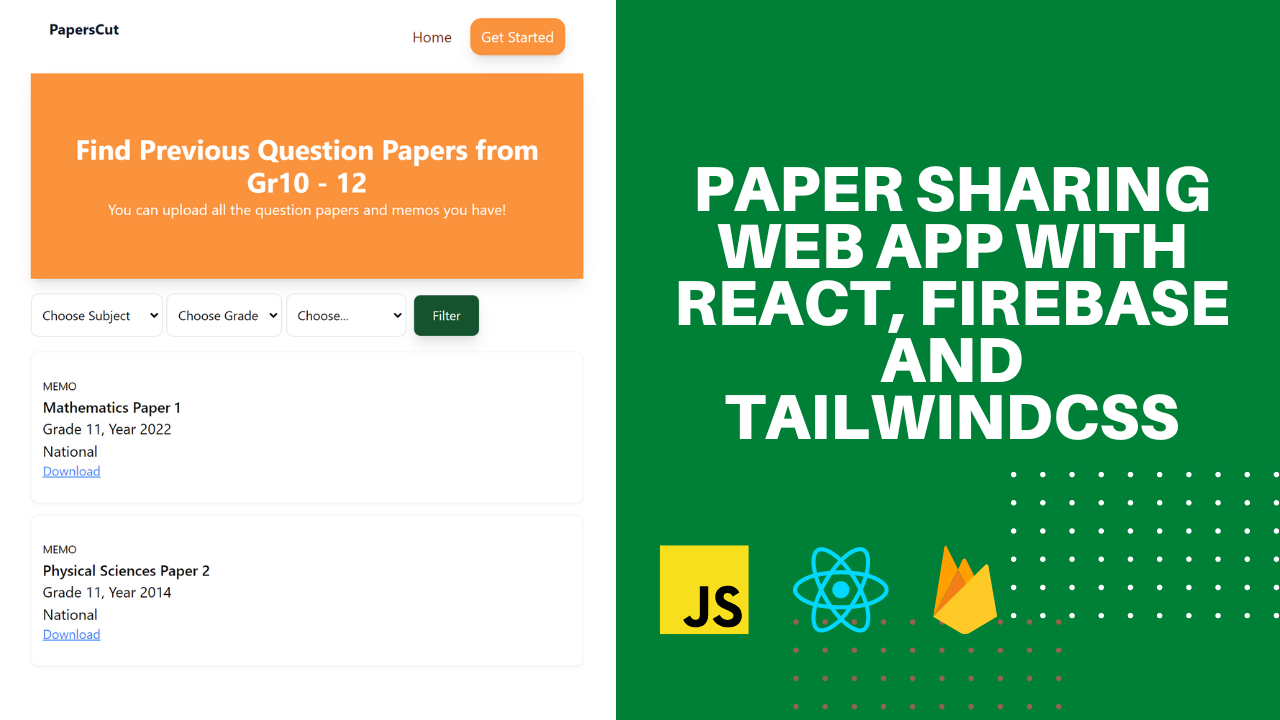 PapersCut
Home
Get Started
Find Previous Question Papers from
Gr10 - 12
You can upload all the question papers and memos you have!
Choose Subject
Choose Grade
Choose...
Filter
MEMO
Mathematics Paper 1
Grade 11, Year 2022
National
Download
MEMO
Physical Sciences Paper 2
Grade 11, Year 2014
National
Download
PAPER SHARING
WEB APP WITH
REACT, FIREBASE
AND
TAILWINDCSS
JS